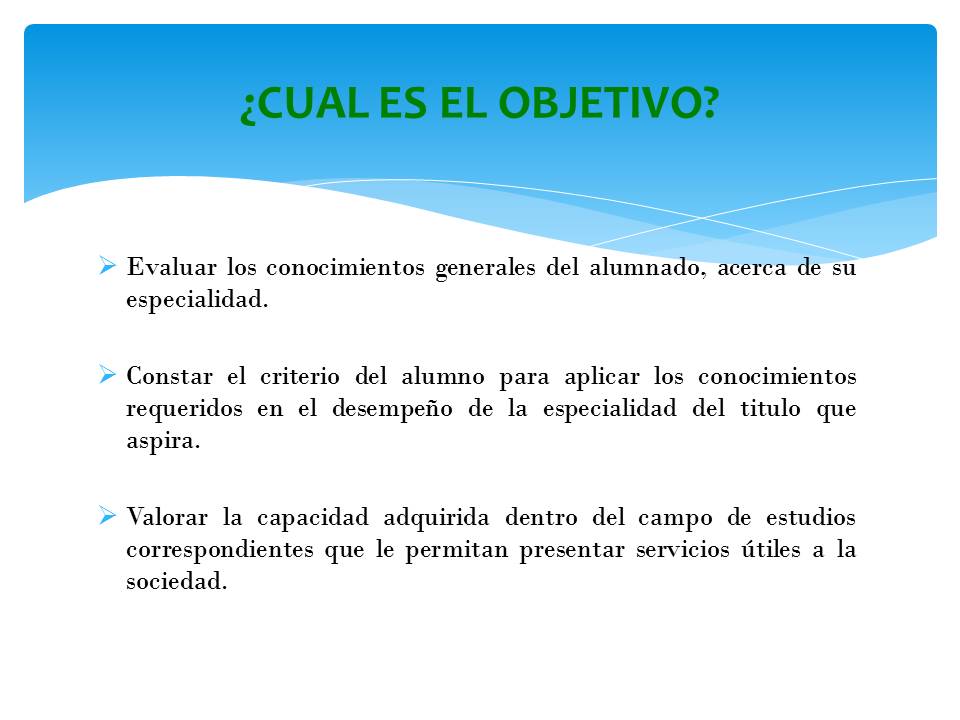 ¿CUAL ES EL OBJETIVO?
Evaluar los conocimientos generales del alumnado, acerca de su
especialidad.
Constar el criterio del alumno para aplicar los conocimientos
requeridos en el desempeño de la especialidad del titulo que
aspira.
Valorar la capacidad adquirida dentro del campo de estudios
correspondientes que le permitan presentar servicios útiles a la
sociedad.